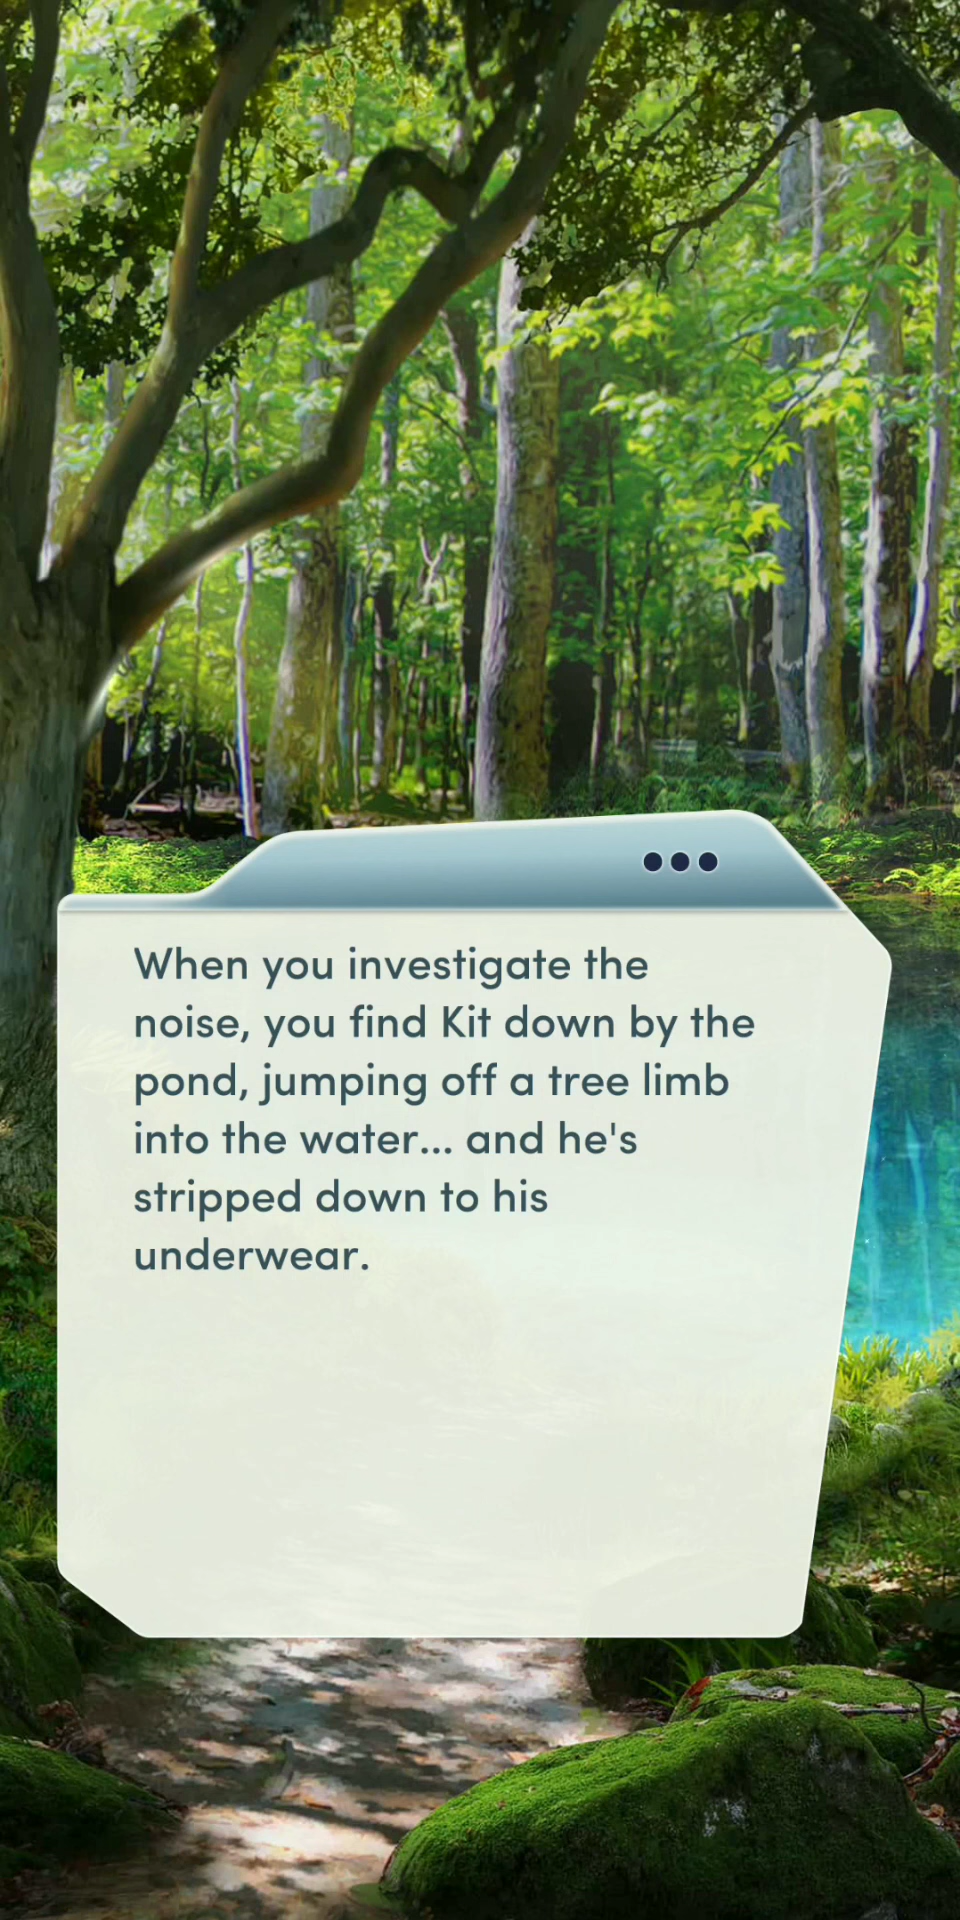 When you investigate the
noise, you find Kit down by the
pond, jumping off a tree limb
into the water... and he's
stripped down to his
underwear.